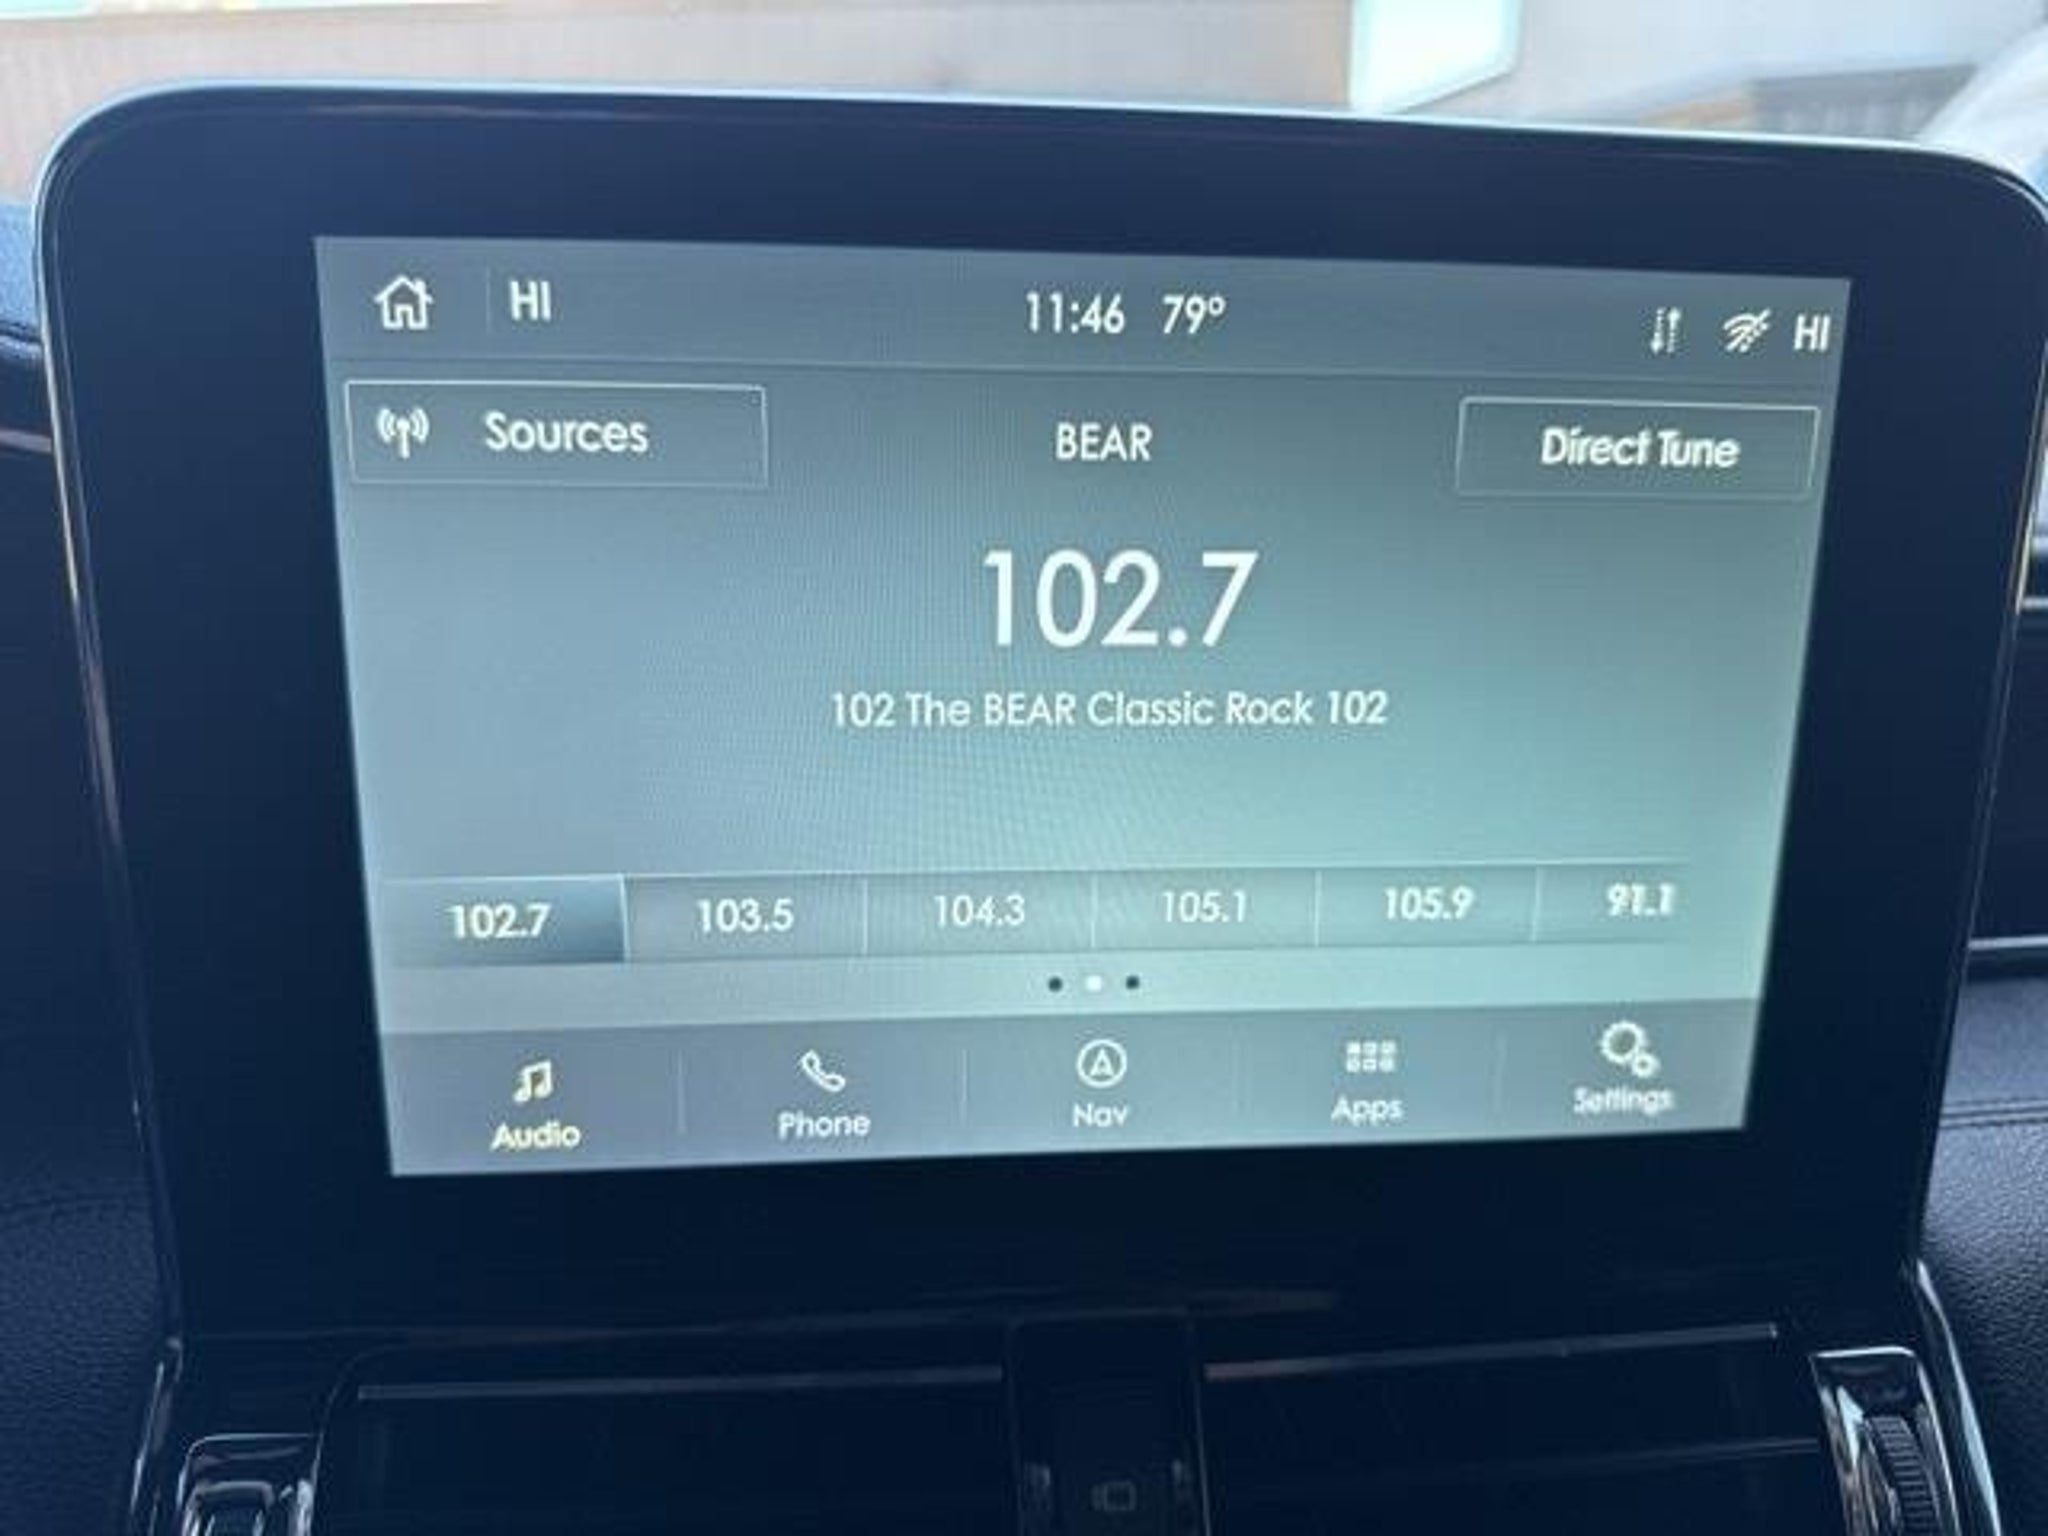 HI 11:46 79° HI
Sources BEAR Direct Tune
102.7
102 The BEAR Classic Rock 102
102.7 103.5 104.3 105.1 105.9 91.1
Audio Phone Nav Apps Settings